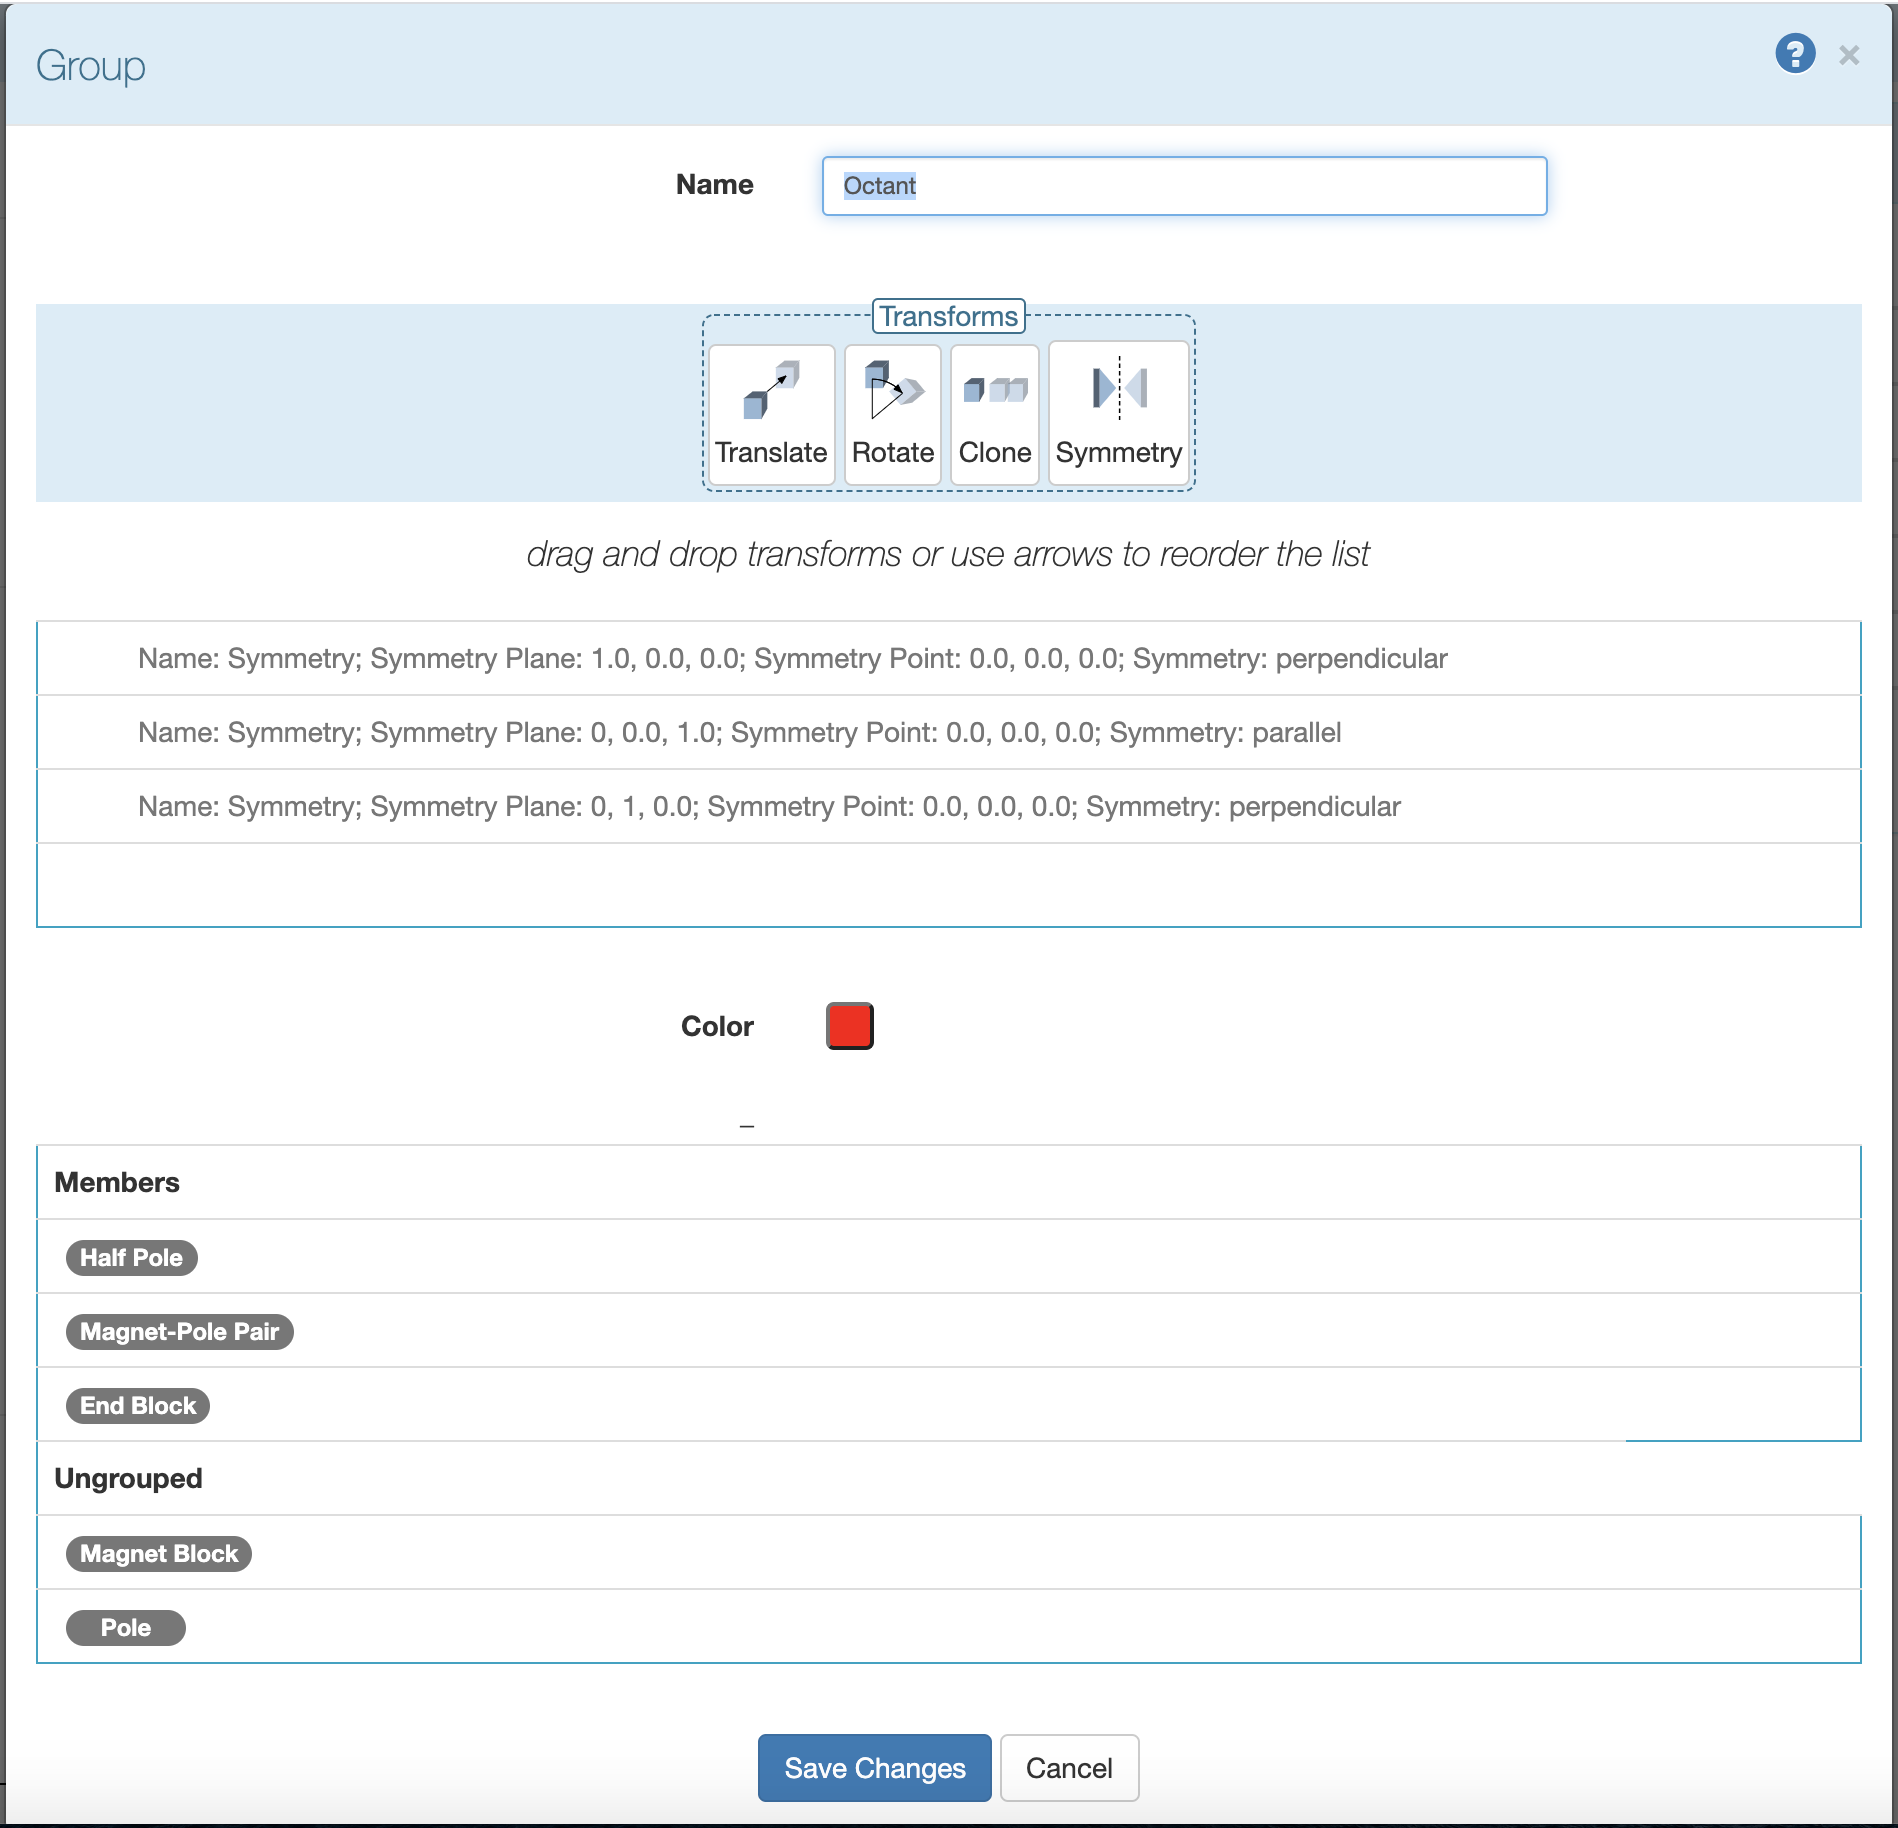 Group
? ×
Name Octant
Transforms
Translate Rotate Clone Symmetry
drag and drop transforms or use arrows to reorder the list
Name: Symmetry; Symmetry Plane: 1.0, 0.0, 0.0; Symmetry Point: 0.0, 0.0, 0.0; Symmetry: perpendicular
Name: Symmetry; Symmetry Plane: 0, 0.0, 1.0; Symmetry Point: 0.0, 0.0, 0.0; Symmetry: parallel
Name: Symmetry; Symmetry Plane: 0, 1, 0.0; Symmetry Point: 0.0, 0.0, 0.0; Symmetry: perpendicular
Color
_
Members
Half Pole
Magnet-Pole Pair
End Block
Ungrouped
Magnet Block
Pole
Save Changes Cancel